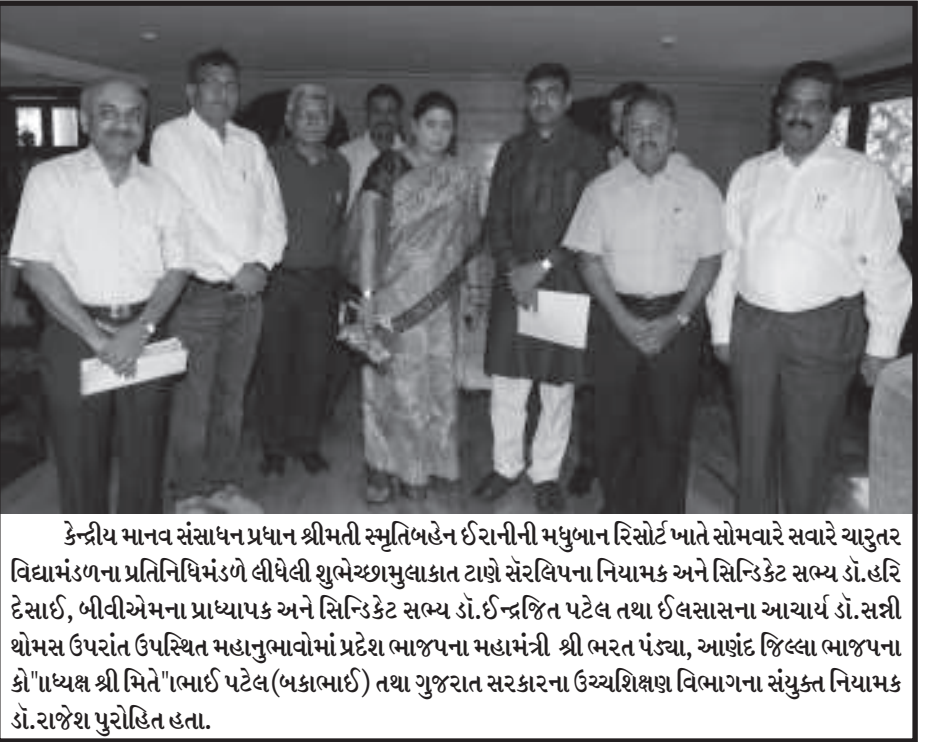 કેન્દ્રીય માનવ સંસાધન પ્રધાન શ્રીમતી સ્મૃતિબહેન ઈરાનીની મધુબાન રિસોર્ટ ખાતે સોમવારે સવારે ચારુતર
વિદ્યામંડળના પ્રતિનિધિમંડળે લીધેલી શુભેચ્છામુલાકાત ટાણે સૅરલિપના નિયામક અને સિન્ડિકેટ સભ્ય ડૉ.હરિ
દેસાઈ, બીવીએમના પ્રાધ્યાપક અને સિન્ડિકેટ સભ્ય ડૉ.ઈન્દ્રજિત પટેલ તથા ઈલસાસના આચાર્ય ડૉ.સન્ની
થોમસ ઉપરાંત ઉપસ્થિત મહાનુભાવોમાં પ્રદેશ ભાજપના મહામંત્રી શ્રી ભરત પંડ્યા, આણંદ જિલ્લા ભાજપના
કો"ાાધ્યક્ષ શ્રી મિતે"ાભાઈ પટેલ(બકાભાઈ) તથા ગુજરાત સરકારના ઉચ્ચશિક્ષણ વિભાગના સંયુક્ત નિયામક
ડૉ.રાજેશ પુરોહિત હતા.